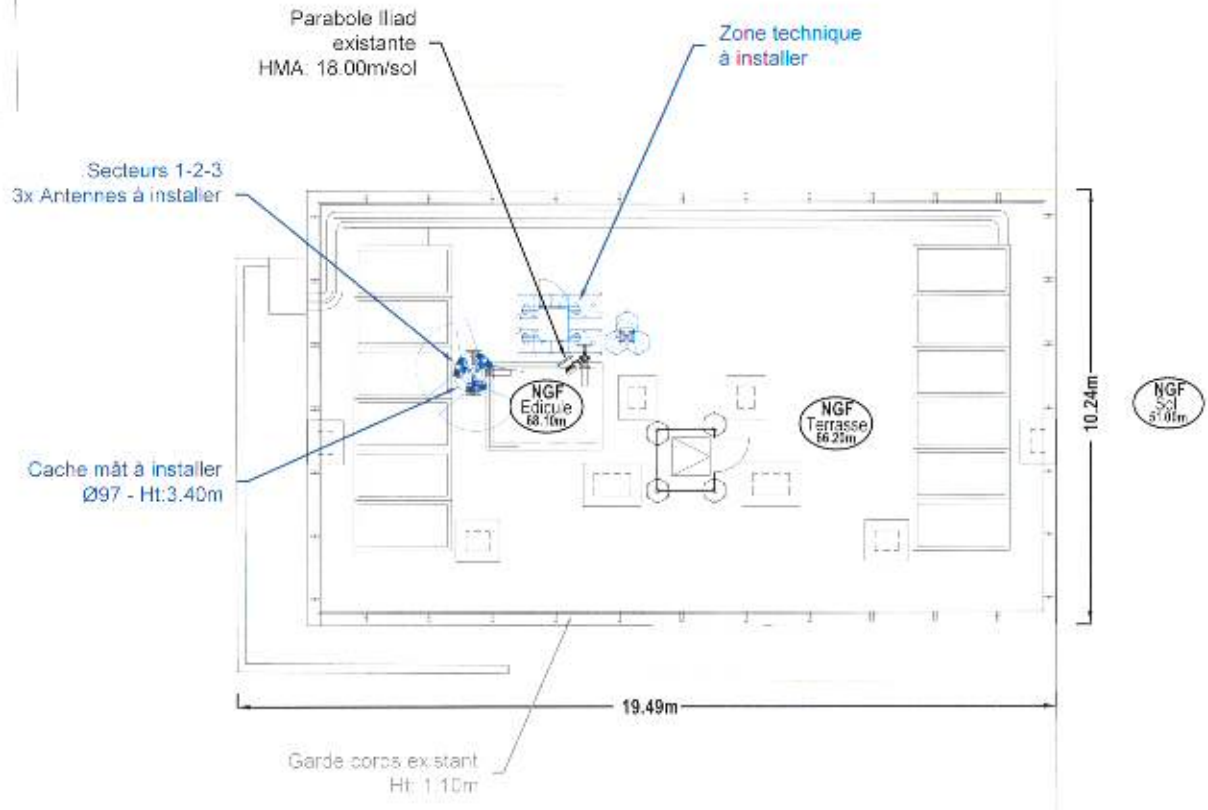 Parabole Iliad
existante
HMA: 18.00m/sol
Zone technique
à installer
Secteurs 1-2-3
3x Antennes à installer
NGF
Edicule
68.10m
NGF
Terrasse
66.20m
10.24m
NGF
Sol
51.00m
Cache mât à installer
Ø97 - Ht:3.40m
19.49m
Garde corps existant
Ht: 1.10m